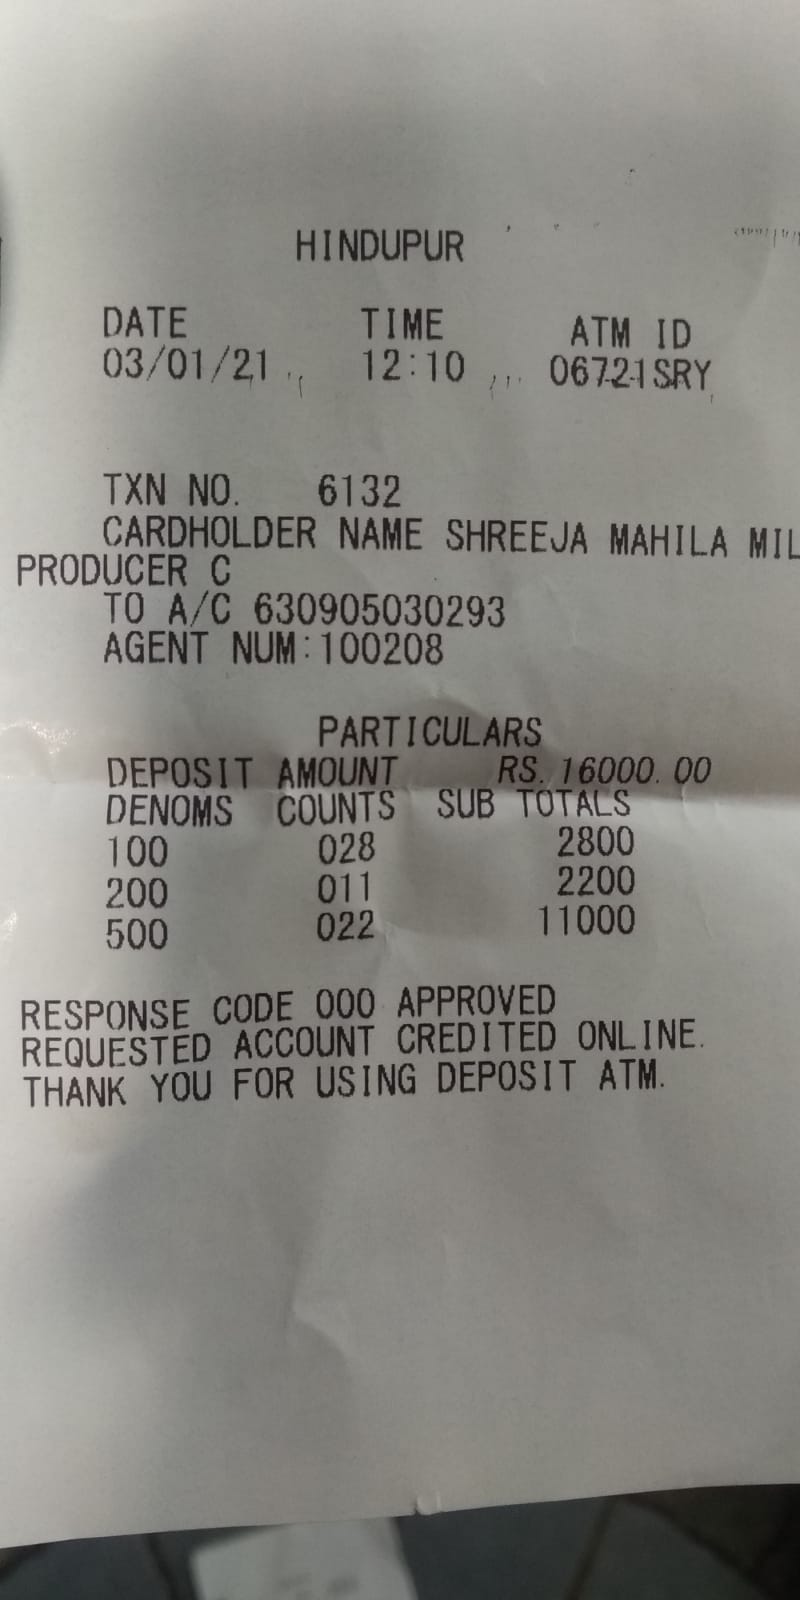 HINDUPUR
DATE TIME ATM ID
03/01/21 12:10 06721SRY
TXN NO. 6132
CARDHOLDER NAME SHREEJA MAHILA MIL
PRODUCER C
TO A/C 630905030293
AGENT NUM:100208
PARTICULARS
DEPOSIT AMOUNT RS. 16000.00
DENOMS COUNTS SUB TOTALS
100 028 2800
200 011 2200
500 022 11000
RESPONSE CODE 000 APPROVED
REQUESTED ACCOUNT CREDITED ONLINE.
THANK YOU FOR USING DEPOSIT ATM.